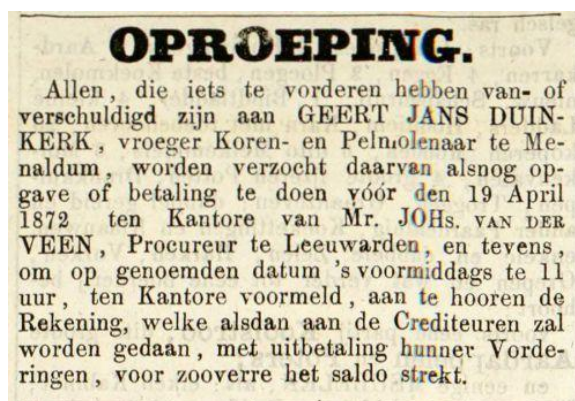 OPROEPING.
Allen, die iets te vorderen hebben van- of
verschuldigd zijn aan GEERT JANS DUIN-
KERK, vroeger Koren- en Pelmolenaar te Me-
naldum, worden verzocht daarvan alsnog op-
gave of betaling te doen vóór den 19 April
1872 ten Kantore van Mr. JOHs. VAN DER
VEEN, Procureur te Leeuwarden, en tevens,
om op genoemden datum 's voormiddags te 11
uur, ten Kantore voormeld, aan te hooren de
Rekening, welke alsdan aan de Crediteuren zal
worden gedaan, met uitbetaling hunner Vorde-
ringen, voor zooverre het saldo strekt.